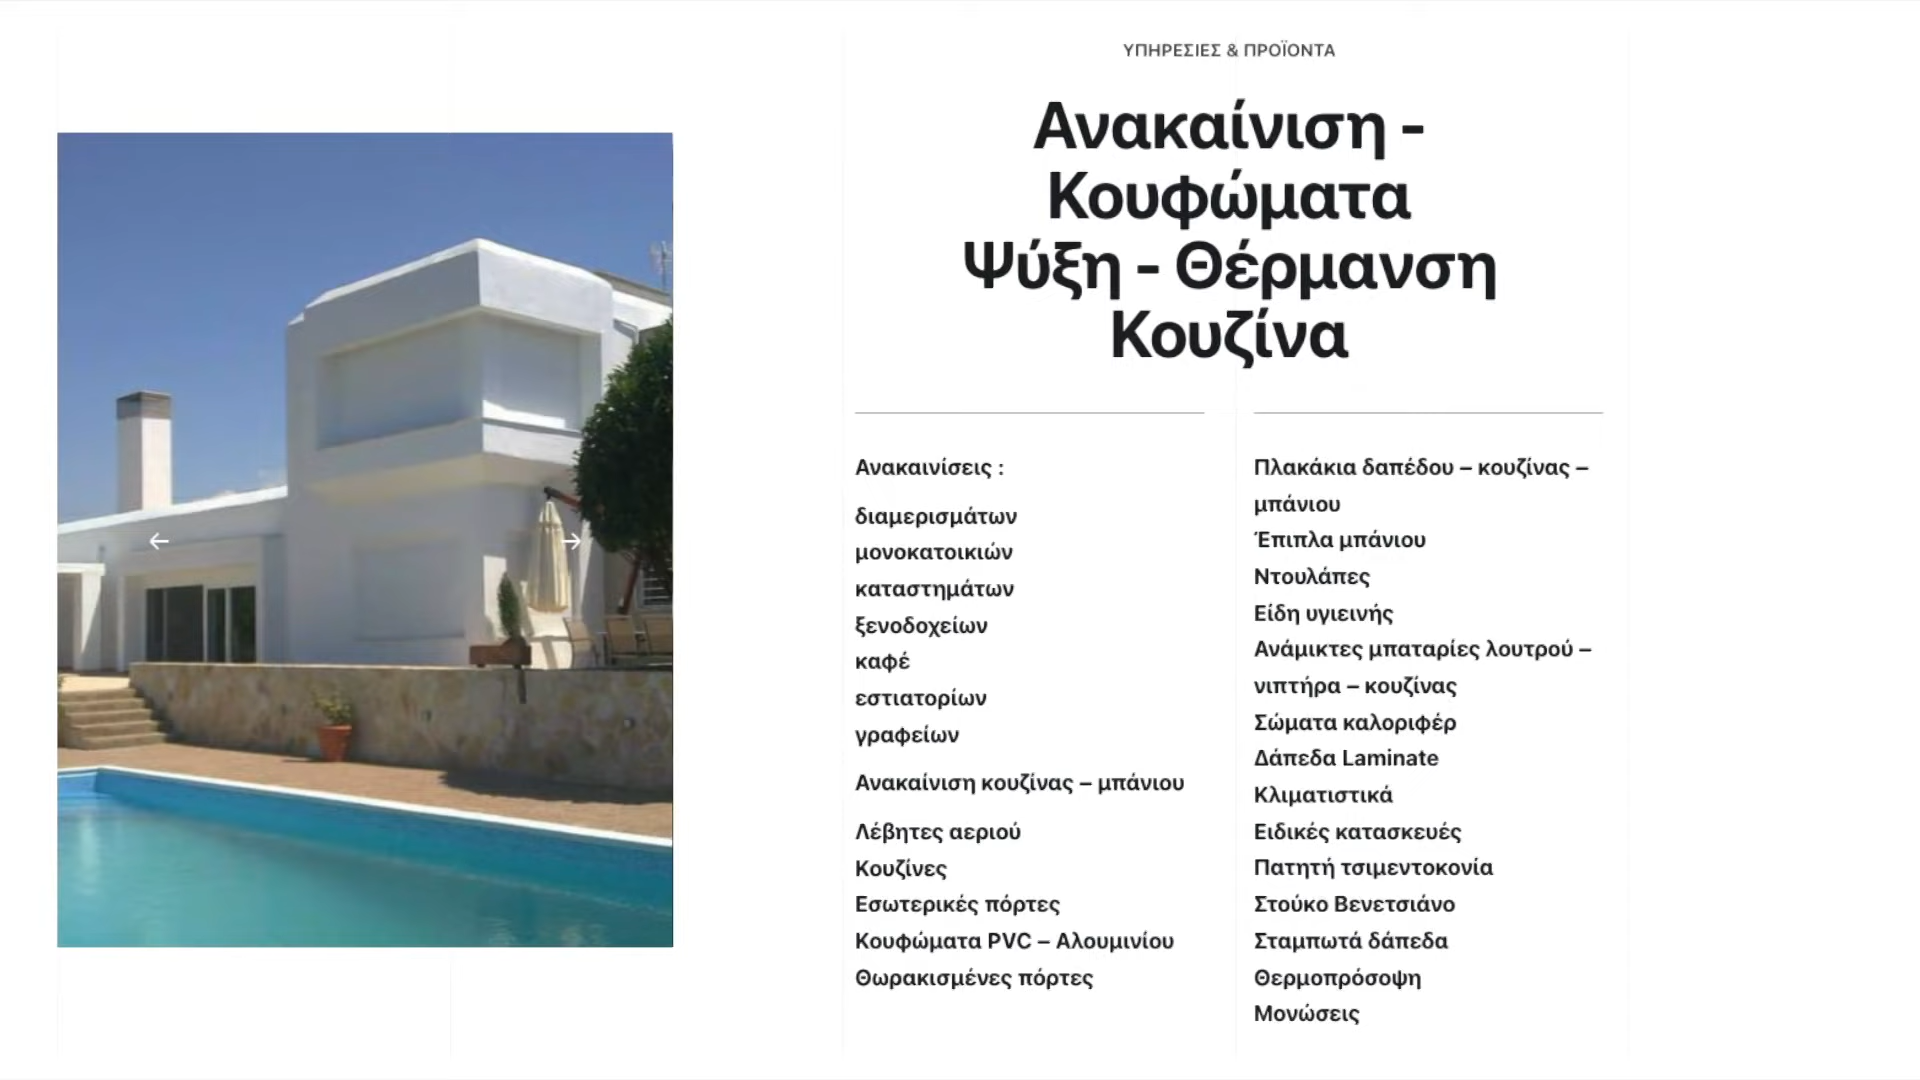 ΥΠΗΡΕΣΙΕΣ & ΠΡΟΪΟΝΤΑ
Ανακαίνιση -
Κουφώματα
Ψύξη - Θέρμανση
Κουζίνα
Ανακαινίσεις :
διαμερισμάτων
μονοκατοικιών
καταστημάτων
ξενοδοχείων
καφέ
εστιατορίων
γραφείων
Ανακαίνιση κουζίνας – μπάνιου
Λέβητες αεριού
Κουζίνες
Εσωτερικές πόρτες
Κουφώματα PVC – Αλουμινίου
Θωρακισμένες πόρτες
Πλακάκια δαπέδου – κουζίνας –
μπάνιου
Έπιπλα μπάνιου
Ντουλάπες
Είδη υγιεινής
Ανάμικτες μπαταρίες λουτρού –
νιπτήρα – κουζίνας
Σώματα καλοριφέρ
Δάπεδα Laminate
Κλιματιστικά
Ειδικές κατασκευές
Πατητή τσιμεντοκονία
Στούκο Βενετσιάνο
Σταμπωτά δάπεδα
Θερμοπρόσοψη
Μονώσεις